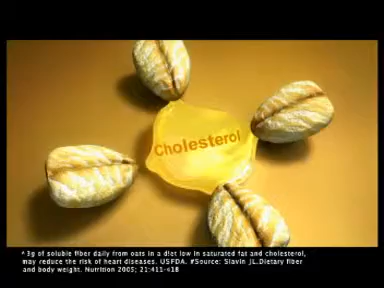 Cholesterol
^ 3g of soluble fiber daily from oats in a diet low in saturated fat and cholesterol,
may reduce the risk of heart diseases. USFDA. #Source: Slavin JL.Dietary fiber
and body weight. Nutrition 2005; 21:411-418